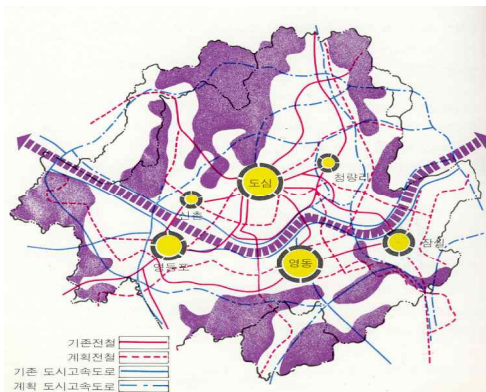 도심
청량리
신촌
영등포
영동
잠실
기존전철
계획전철
기존 도시고속도로
계획 도시고속도로